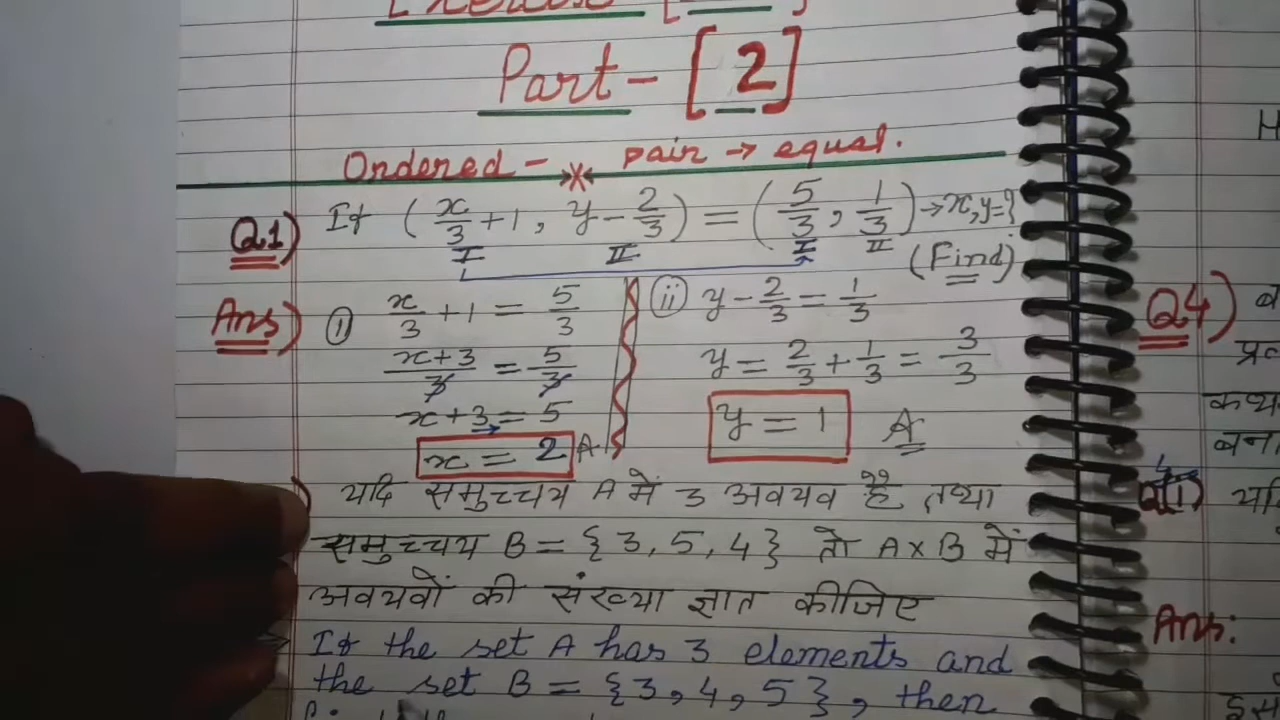 Part - [2]
Ordered - pair → equal.
Q1) If (x/3 + 1, y - 2/3) = (5/3, 1/3) → x, y = ?
I II I II
(Find)
Ans) (i) x/3 + 1 = 5/3
x+3/3 = 5/3
x + 3 = 5
x = 2 A
(ii) y - 2/3 = 1/3
y = 2/3 + 1/3 = 3/3
y = 1 A
यदि समुच्चय A में 3 अवयव हैं तथा
समुच्चय B = {3, 5, 4} तो A × B में
अवयवों की संख्या ज्ञात कीजिए
If the set A has 3 elements and
the set B = {3, 4, 5}, then
Q4)
Ans: